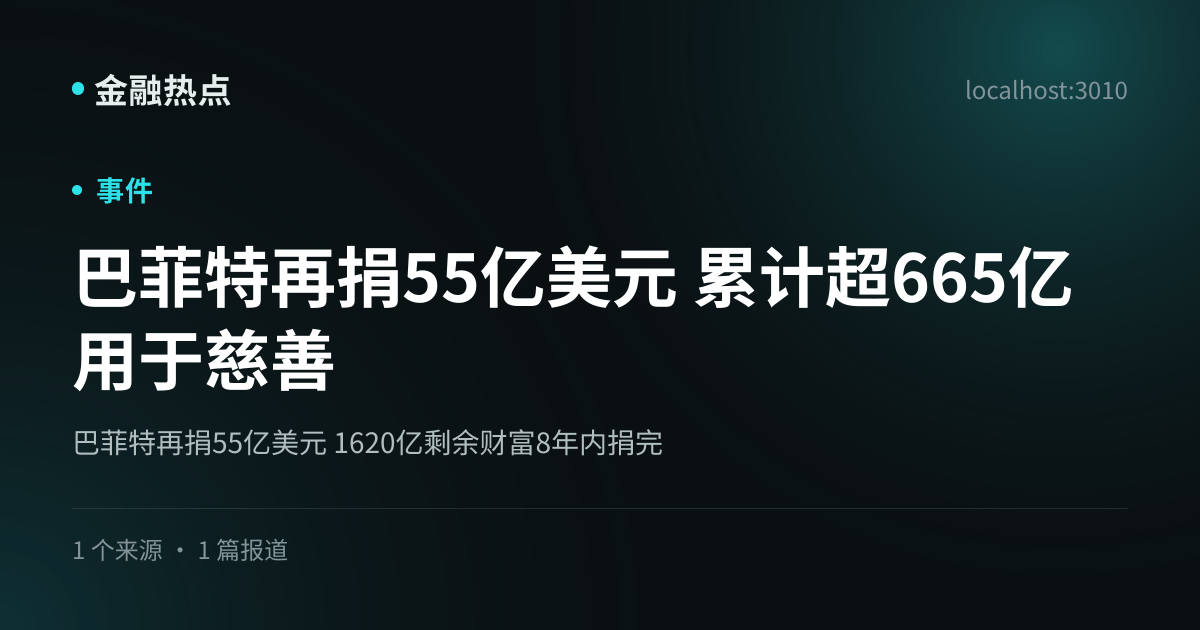 金融热点
localhost:3010
事件
巴菲特再捐55亿美元 累计超665亿
用于慈善
巴菲特再捐55亿美元 1620亿剩余财富8年内捐完
1 个来源 · 1 篇报道